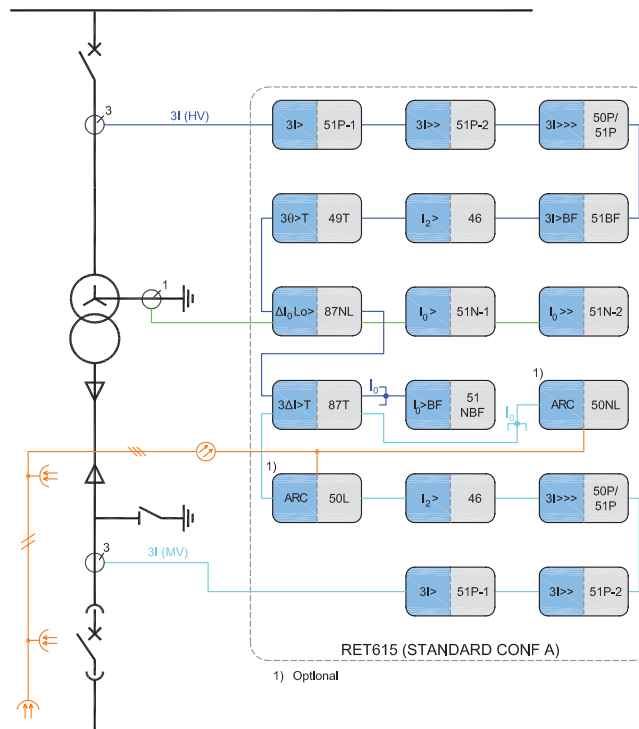 3
3I (HV)
3I> 51P-1
3I>> 51P-2
3I>>> 50P/
51P
3θ>T 49T
I₂> 46
3I>BF 51BF
1
ΔI₀Lo> 87NL
I₀> 51N-1
I₀>> 51N-2
1)
I₀
I₀
3ΔI>T 87T
I₀>BF 51
NBF
ARC 50NL
1)
ARC 50L
I₂> 46
3I>>> 50P/
51P
3
3I (MV)
3I> 51P-1
3I>> 51P-2
RET615 (STANDARD CONF A)
1) Optional